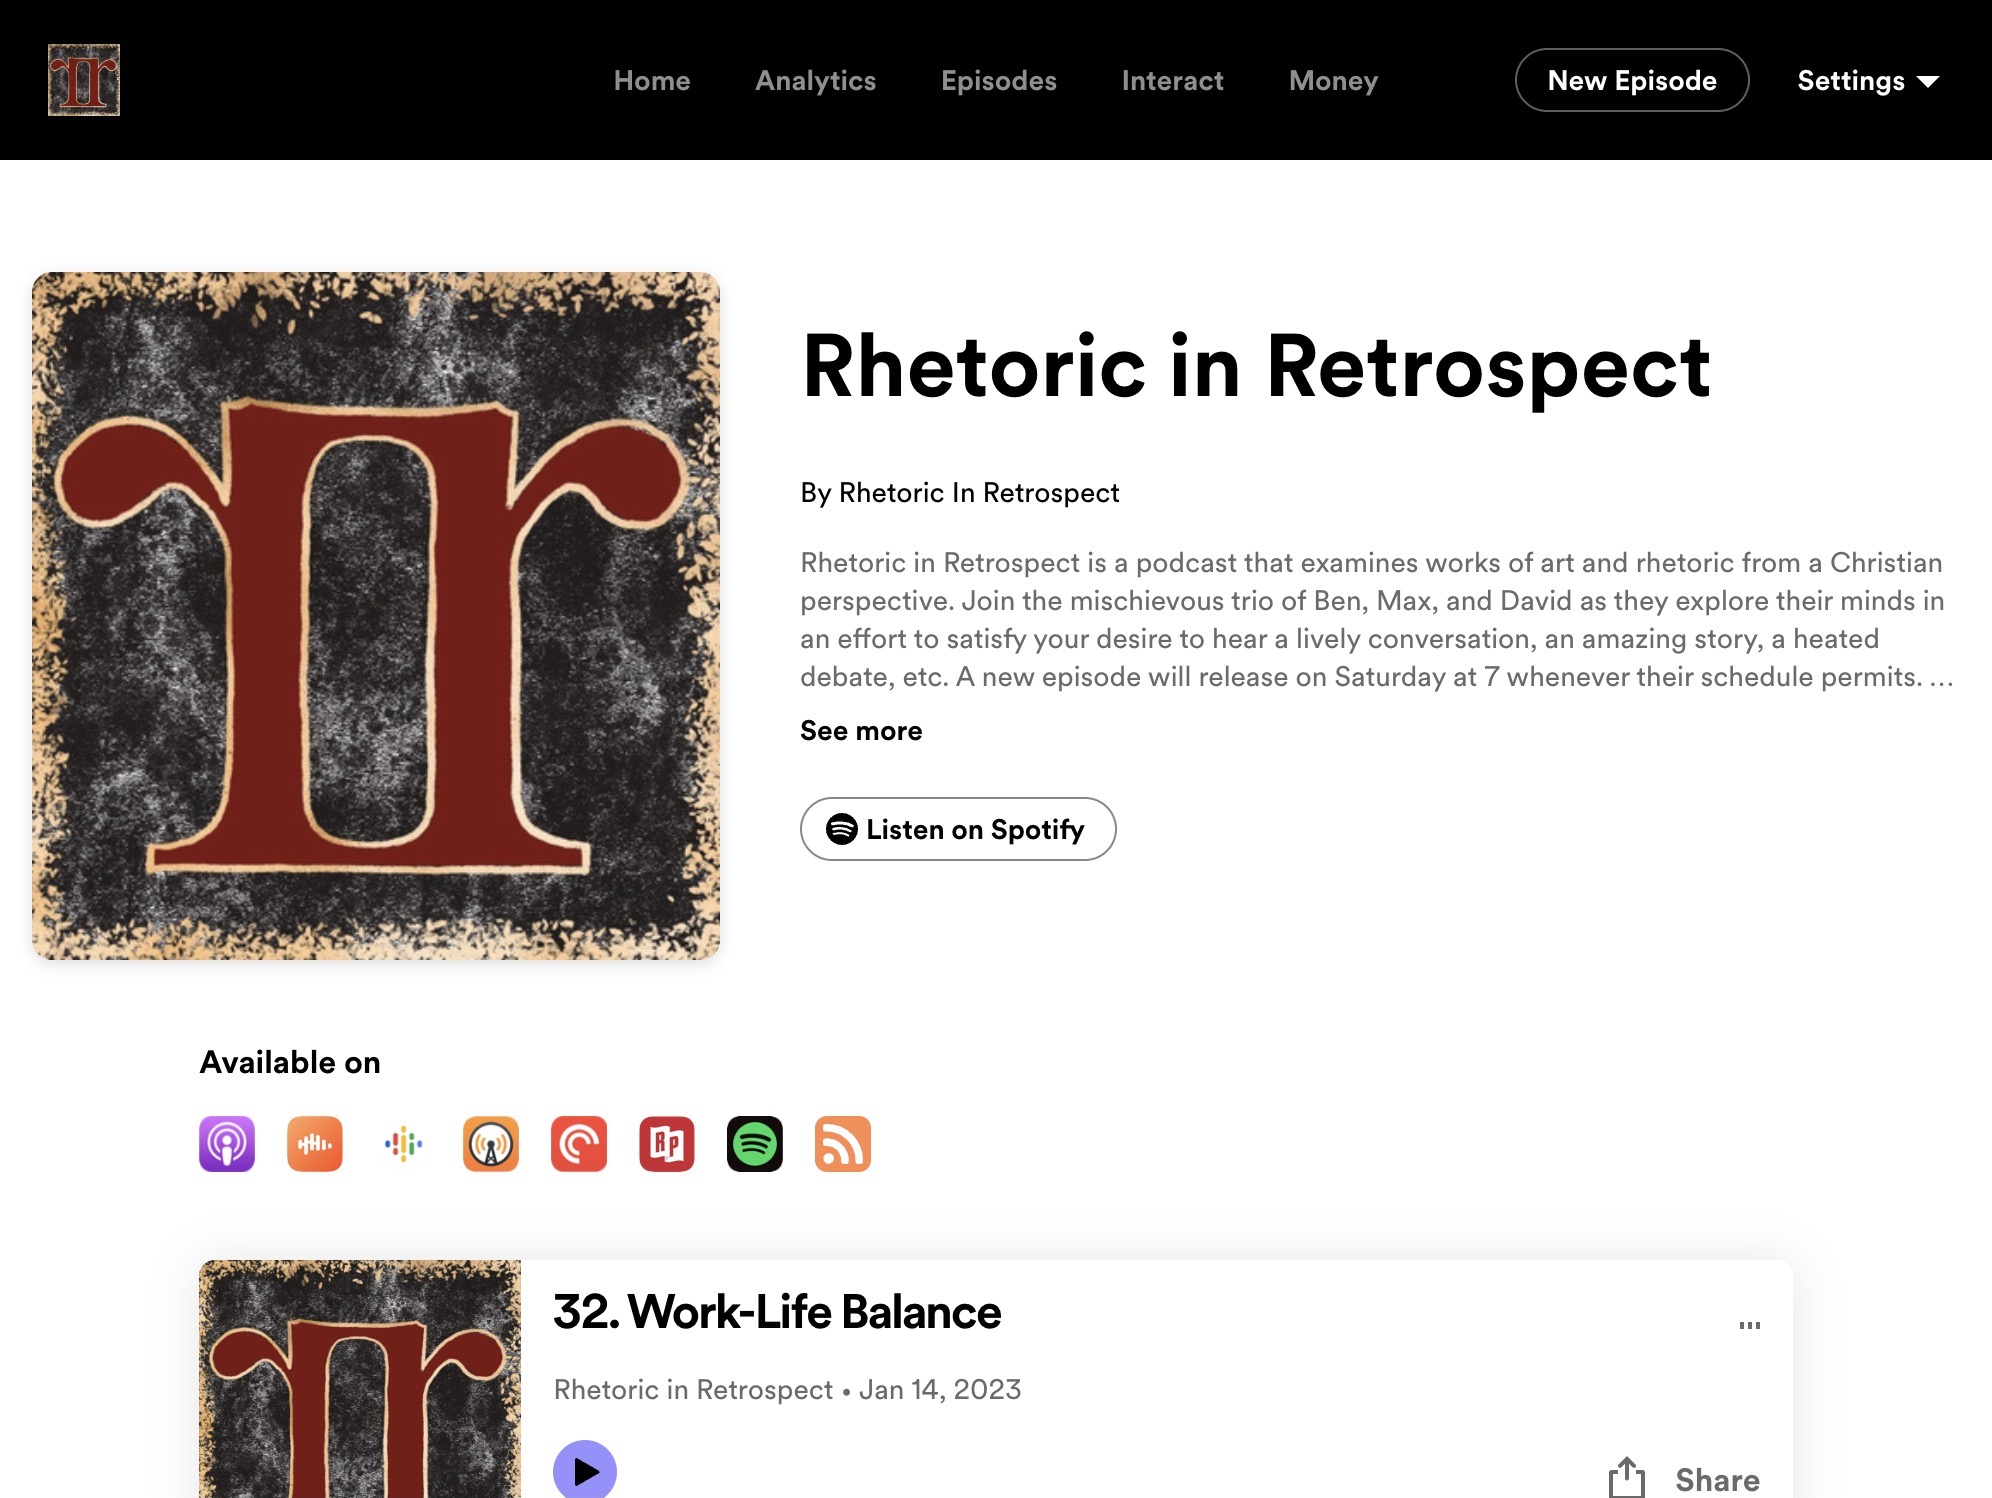 Home Analytics Episodes Interact Money New Episode Settings
Rhetoric in Retrospect
By Rhetoric In Retrospect
Rhetoric in Retrospect is a podcast that examines works of art and rhetoric from a Christian
perspective. Join the mischievous trio of Ben, Max, and David as they explore their minds in
an effort to satisfy your desire to hear a lively conversation, an amazing story, a heated
debate, etc. A new episode will release on Saturday at 7 whenever their schedule permits. ...
See more
Listen on Spotify
Available on
RP
32. Work-Life Balance
Rhetoric in Retrospect • Jan 14, 2023
Share